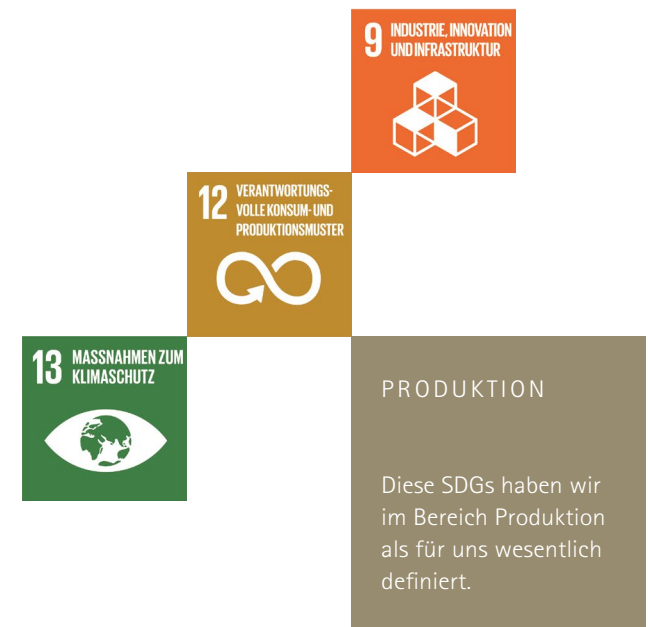 9 INDUSTRIE, INNOVATION
UND INFRASTRUKTUR
12 VERANTWORTUNGS-
VOLLE KONSUM- UND
PRODUKTIONSMUSTER
13 MASSNAHMEN ZUM
KLIMASCHUTZ
PRODUKTION
Diese SDGs haben wir
im Bereich Produktion
als für uns wesentlich
definiert.